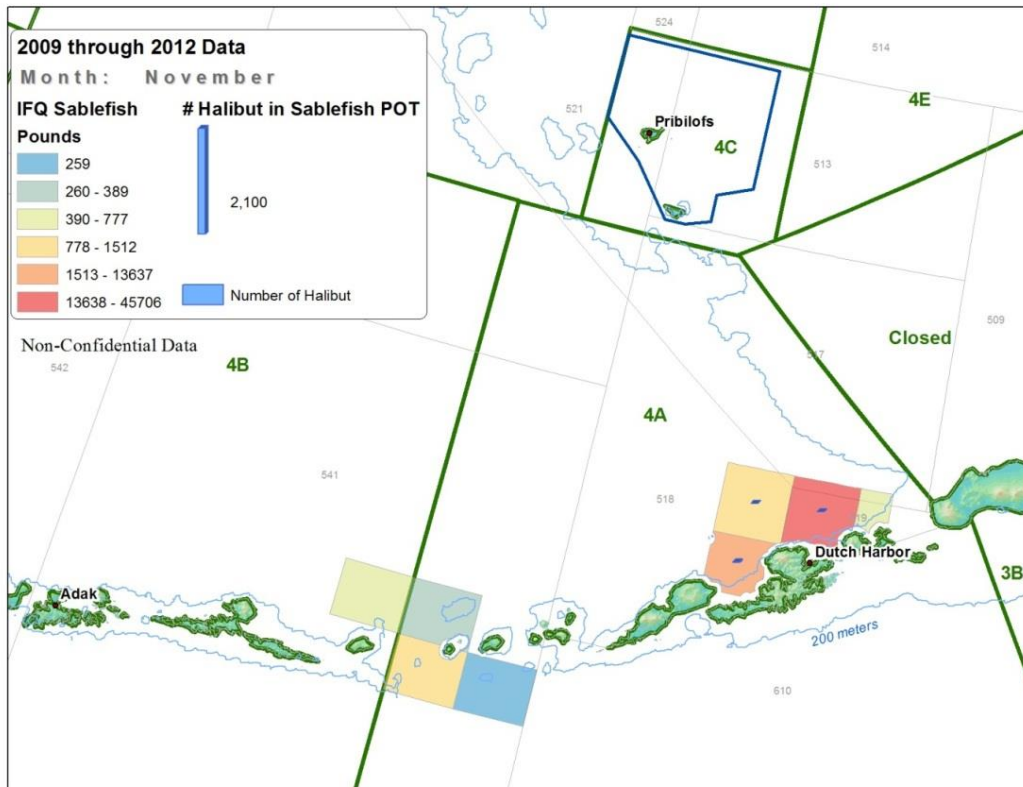 2009 through 2012 Data
Month: November
IFQ Sablefish
Pounds
259
260 - 389
390 - 777
778 - 1512
1513 - 13637
13638 - 45706
# Halibut in Sablefish POT
2,100
Number of Halibut
Non-Confidential Data
524
514
4E
521
Pribilofs
4C
513
509
Closed
517
542
4B
4A
541
518
519
Dutch Harbor
3B
Adak
200 meters
610